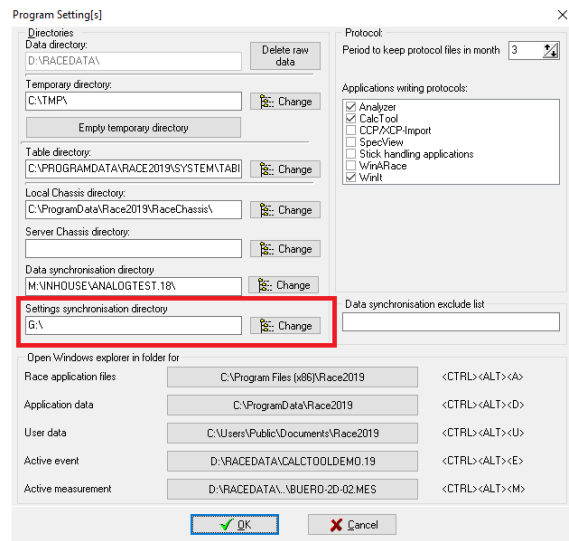 Program Setting[s]
Directories
Data directory:
D:\RACEDATA\
Delete raw
data
Temporary directory:
C:\TMP\
Change
Empty temporary directory
Table directory:
C:\PROGRAMDATA\RACE2019\SYSTEM\TABI
Change
Local Chassis directory:
C:\ProgramData\Race2019\RaceChassis\
Change
Server Chassis directory:
Change
Data synchronisation directory
M:\INHOUSE\ANALOGTEST.18\
Change
Settings synchronisation directory
G:\
Change
Protocol:
Period to keep protocol files in month 3
Applications writing protocols:
Analyzer
CalcTool
CCP/XCP-Import
SpecView
Stick handling applications
WinARace
WinIt
Data synchronisation exclude list
Open Windows explorer in folder for
Race application files C:\Program Files (x86)\Race2019 <CTRL><ALT><A>
Application data C:\ProgramData\Race2019 <CTRL><ALT><D>
User data C:\Users\Public\Documents\Race2019 <CTRL><ALT><U>
Active event D:\RACEDATA\CALCTOOLDEMO.19 <CTRL><ALT><E>
Active measurement D:\RACEDATA\..\BUERO-2D-02.MES <CTRL><ALT><M>
OK Cancel